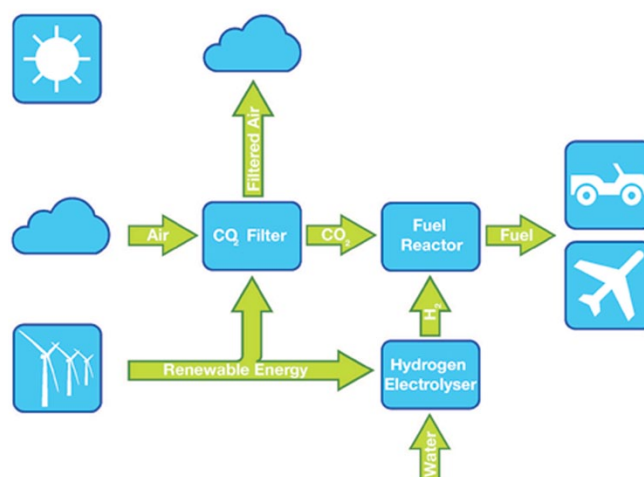 Filtered Air
Air
CO₂ Filter
CO₂
Fuel
Reactor
Fuel
H₂
Renewable Energy
Hydrogen
Electrolyser
Water